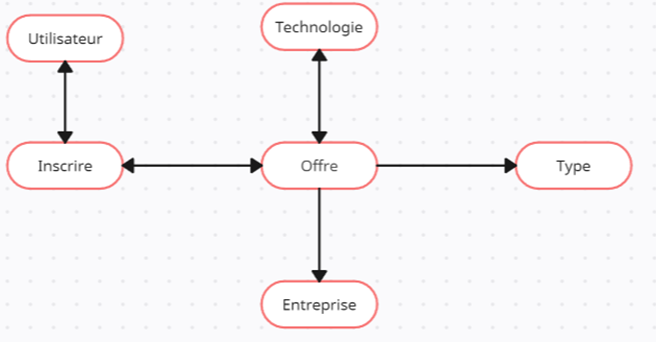 Utilisateur
Technologie
Inscrire
Offre
Type
Entreprise